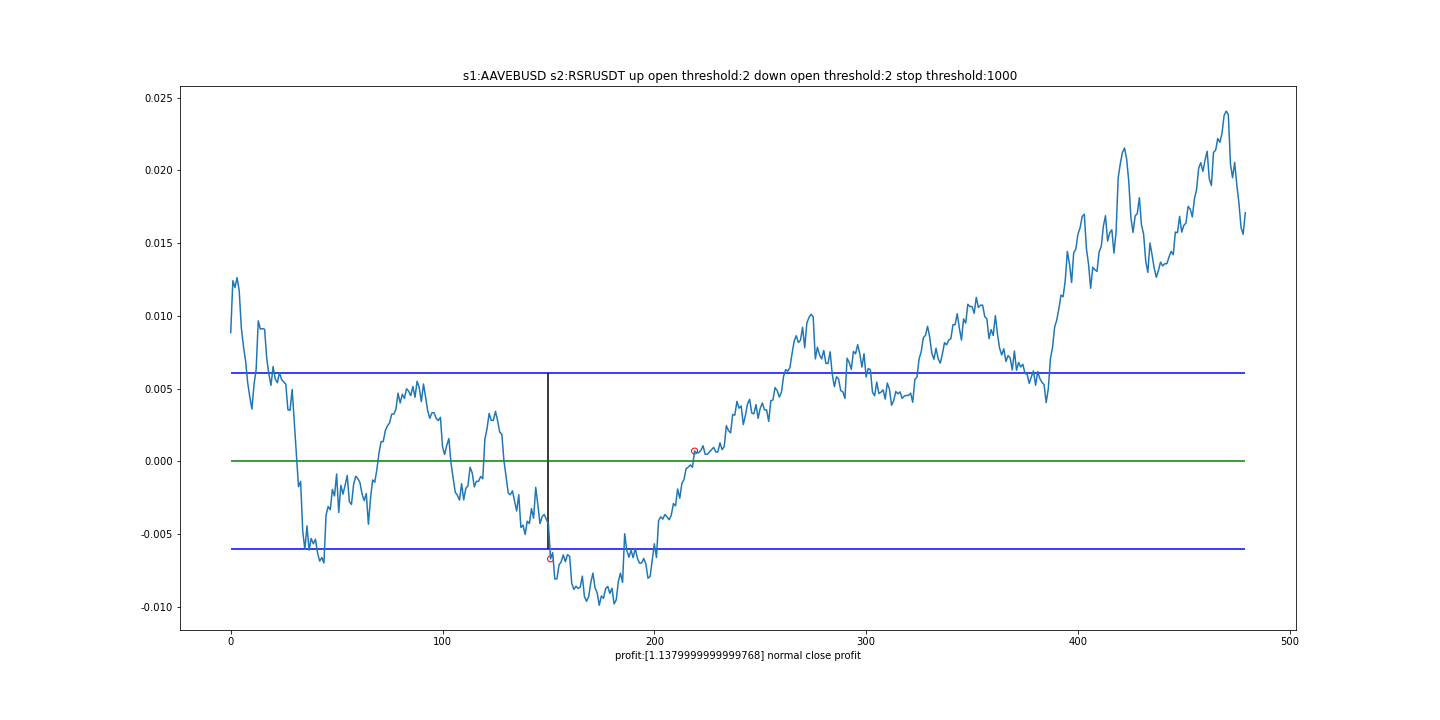 s1:AAVEBUSD s2:RSRUSDT up open threshold:2 down open threshold:2 stop threshold:1000
0.025
0.020
0.015
0.010
0.005
0.000
-0.005
-0.010
0 100 200 300 400 500
profit:[1.1379999999999768] normal close profit